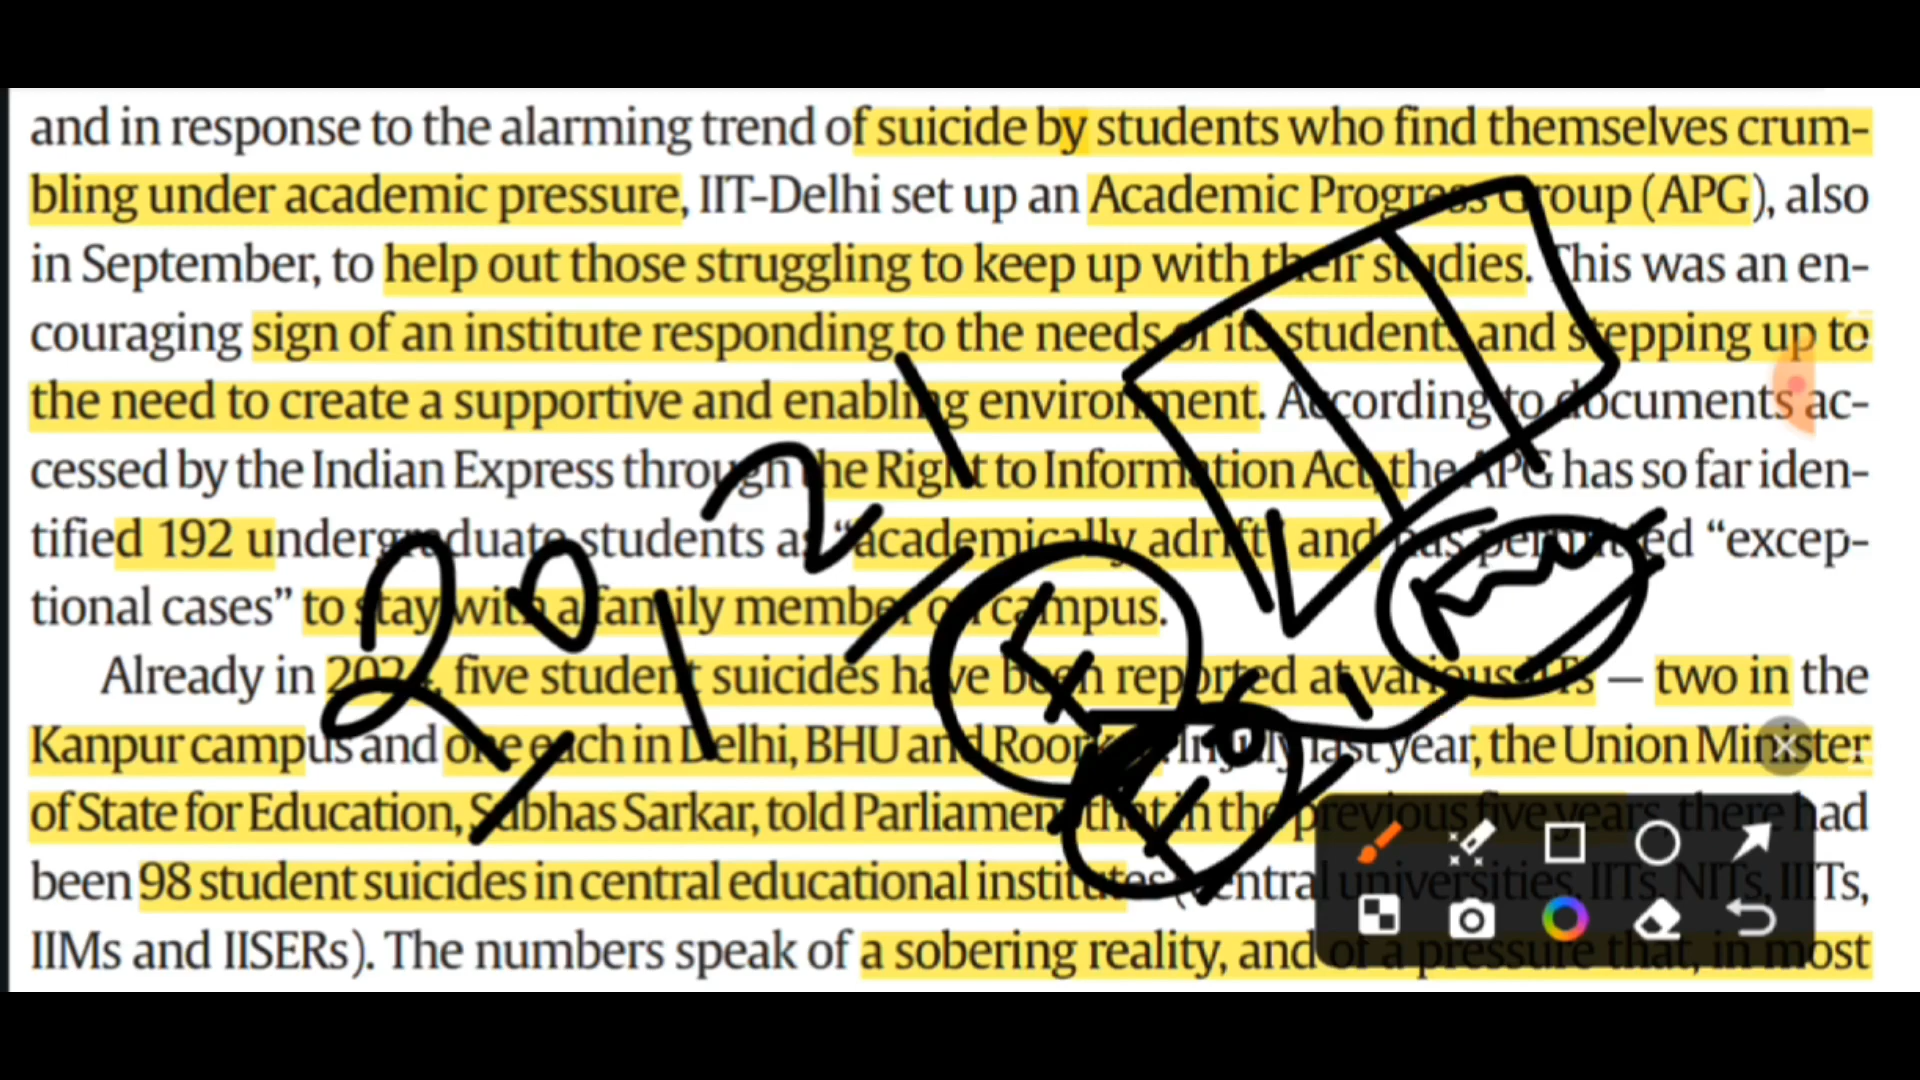 and in response to the alarming trend of suicide by students who find themselves crum-
bling under academic pressure, IIT-Delhi set up an Academic Progress Group (APG), also
in September, to help out those struggling to keep up with their studies. This was an en-
couraging sign of an institute responding to the needs of its students and stepping up to
the need to create a supportive and enabling environment. According to documents ac-
cessed by the Indian Express through the Right to Information Act, the APG has so far iden-
tified 192 undergraduate students as “academically adrift” and has permitted “excep-
tional cases” to stay with a family member on campus.
Already in five student suicides have been reported at various IITs — two in the
Kanpur campus and one each in Delhi, BHU and Roorkee. In July last year, the Union Minister
of State for Education, Subhas Sarkar, told Parliament that in the previous five years, there had
been 98 student suicides in central educational institutes (central universities, IITs, NITs, IIITs,
IIMs and IISERs). The numbers speak of a sobering reality, and of a pressure that, in most